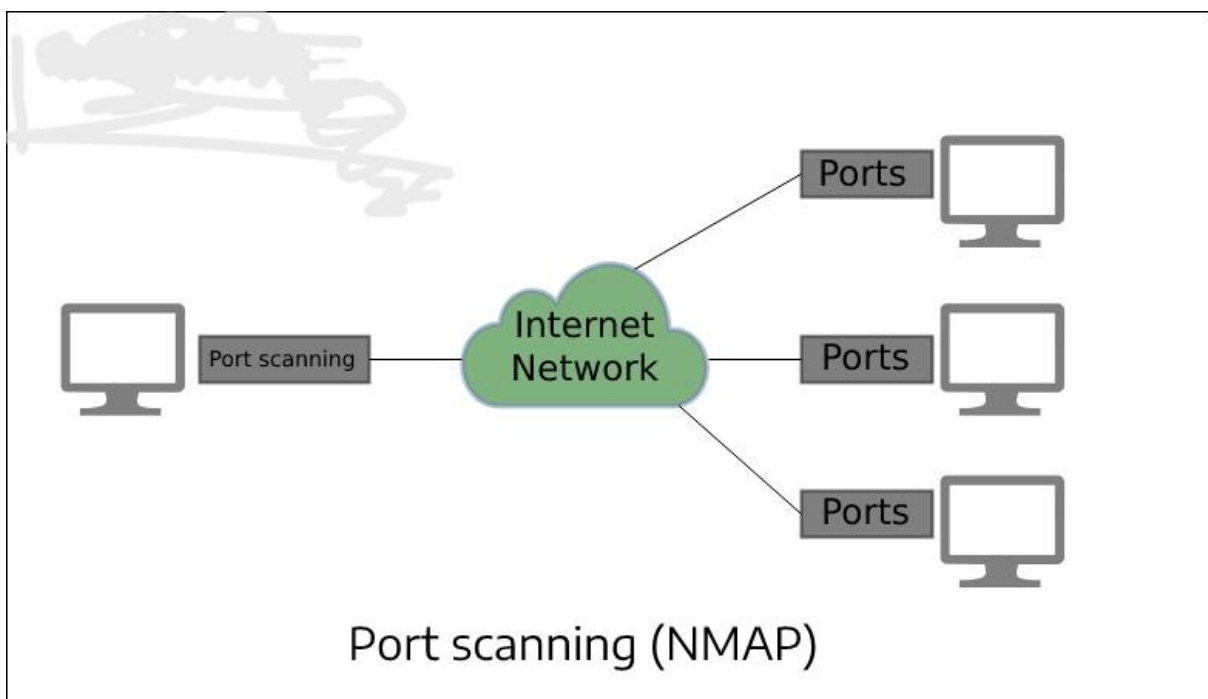 Ports
Internet
Network
Port scanning
Ports
Ports
Port scanning (NMAP)